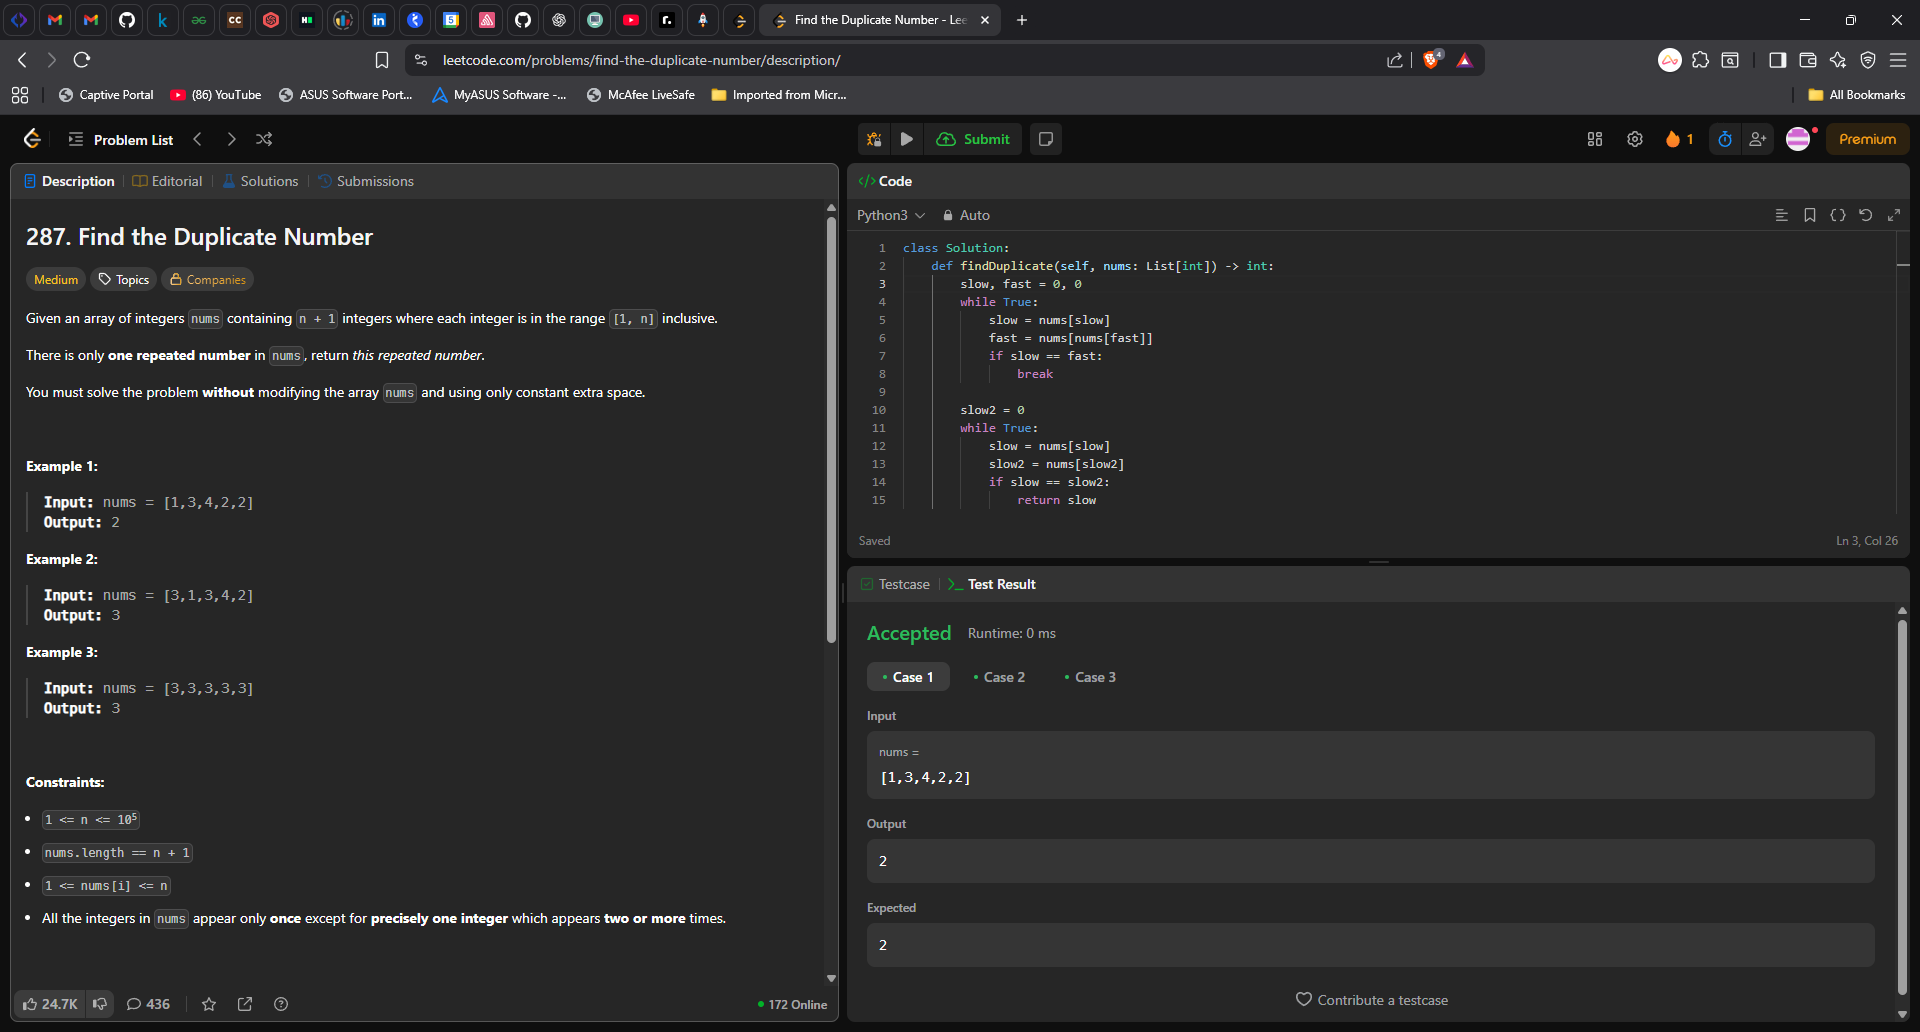 Find the Duplicate Number - Lee
leetcode.com/problems/find-the-duplicate-number/description/
4
Captive Portal
(86) YouTube
ASUS Software Port...
MyASUS Software -...
McAfee LiveSafe
Imported from Micr...
All Bookmarks
Problem List
Submit
1
Premium
Description
Editorial
Solutions
Submissions
287. Find the Duplicate Number
Medium
Topics
Companies
Given an array of integers nums containing n + 1 integers where each integer is in the range [1, n] inclusive.
There is only one repeated number in nums, return this repeated number.
You must solve the problem without modifying the array nums and using only constant extra space.
Example 1:
Input: nums = [1,3,4,2,2]
Output: 2
Example 2:
Input: nums = [3,1,3,4,2]
Output: 3
Example 3:
Input: nums = [3,3,3,3,3]
Output: 3
Constraints:
1 <= n <= 10⁵
nums.length == n + 1
1 <= nums[i] <= n
All the integers in nums appear only once except for precisely one integer which appears two or more times.
24.7K
436
172 Online
</> Code
Python3
Auto
1 class Solution:
2     def findDuplicate(self, nums: List[int]) -> int:
3         slow, fast = 0, 0
4         while True:
5             slow = nums[slow]
6             fast = nums[nums[fast]]
7             if slow == fast:
8                 break
9
10         slow2 = 0
11         while True:
12             slow = nums[slow]
13             slow2 = nums[slow2]
14             if slow == slow2:
15                 return slow
Saved
Ln 3, Col 26
Testcase
>_ Test Result
Accepted
Runtime: 0 ms
Case 1
Case 2
Case 3
Input
nums =
[1,3,4,2,2]
Output
2
Expected
2
Contribute a testcase